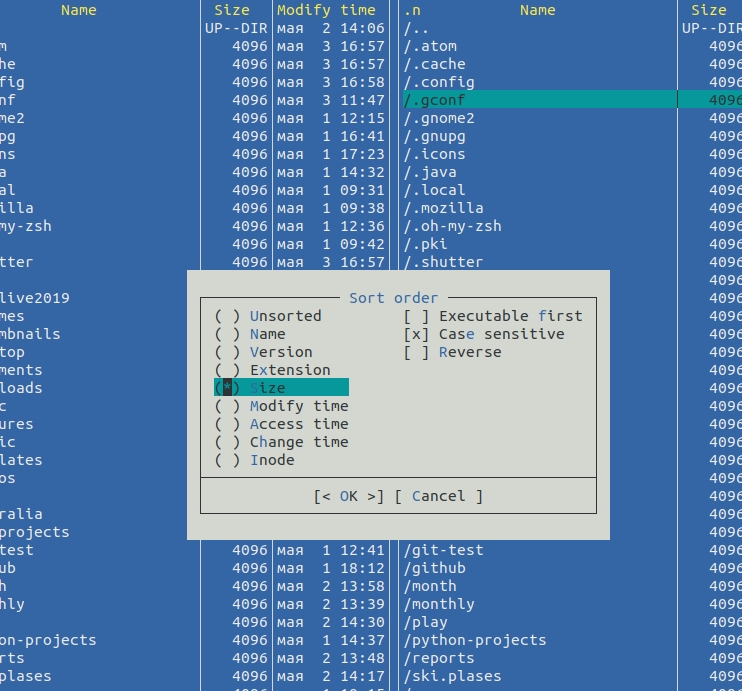 Name Size Modify time .n Name Size
UP--DIR мая 2 14:06 /.. UP--DIR
m 4096 мая 3 16:57 /.atom 4096
he 4096 мая 3 16:57 /.cache 4096
fig 4096 мая 3 16:58 /.config 4096
nf 4096 мая 3 11:47 /.gconf 4096
me2 4096 мая 1 12:15 /.gnome2 4096
pg 4096 мая 1 16:41 /.gnupg 4096
ns 4096 мая 1 17:23 /.icons 4096
a 4096 мая 1 14:32 /.java 4096
al 4096 мая 1 09:31 /.local 4096
illa 4096 мая 1 09:38 /.mozilla 4096
my-zsh 4096 мая 1 12:36 /.oh-my-zsh 4096
4096 мая 1 09:42 /.pki 4096
tter 4096 мая 3 16:57 /.shutter 4096
4096
live2019 Sort order 4096
mes ( ) Unsorted [ ] Executable first 4096
mbnails ( ) Name [x] Case sensitive 4096
top ( ) Version [ ] Reverse 4096
ments ( ) Extension 4096
loads (*) Size 4096
c ( ) Modify time 4096
ures ( ) Access time 4096
ic ( ) Change time 4096
lates ( ) Inode 4096
os 4096
[< OK >] [ Cancel ] 4096
ralia 4096
projects 4096
test 4096 мая 1 12:41 /git-test 4096
ub 4096 мая 1 18:12 /github 4096
h 4096 мая 2 13:58 /month 4096
hly 4096 мая 2 13:39 /monthly 4096
4096 мая 2 14:30 /play 4096
on-projects 4096 мая 1 14:37 /python-projects 4096
rts 4096 мая 2 13:48 /reports 4096
plases 4096 мая 2 14:17 /ski.plases 4096